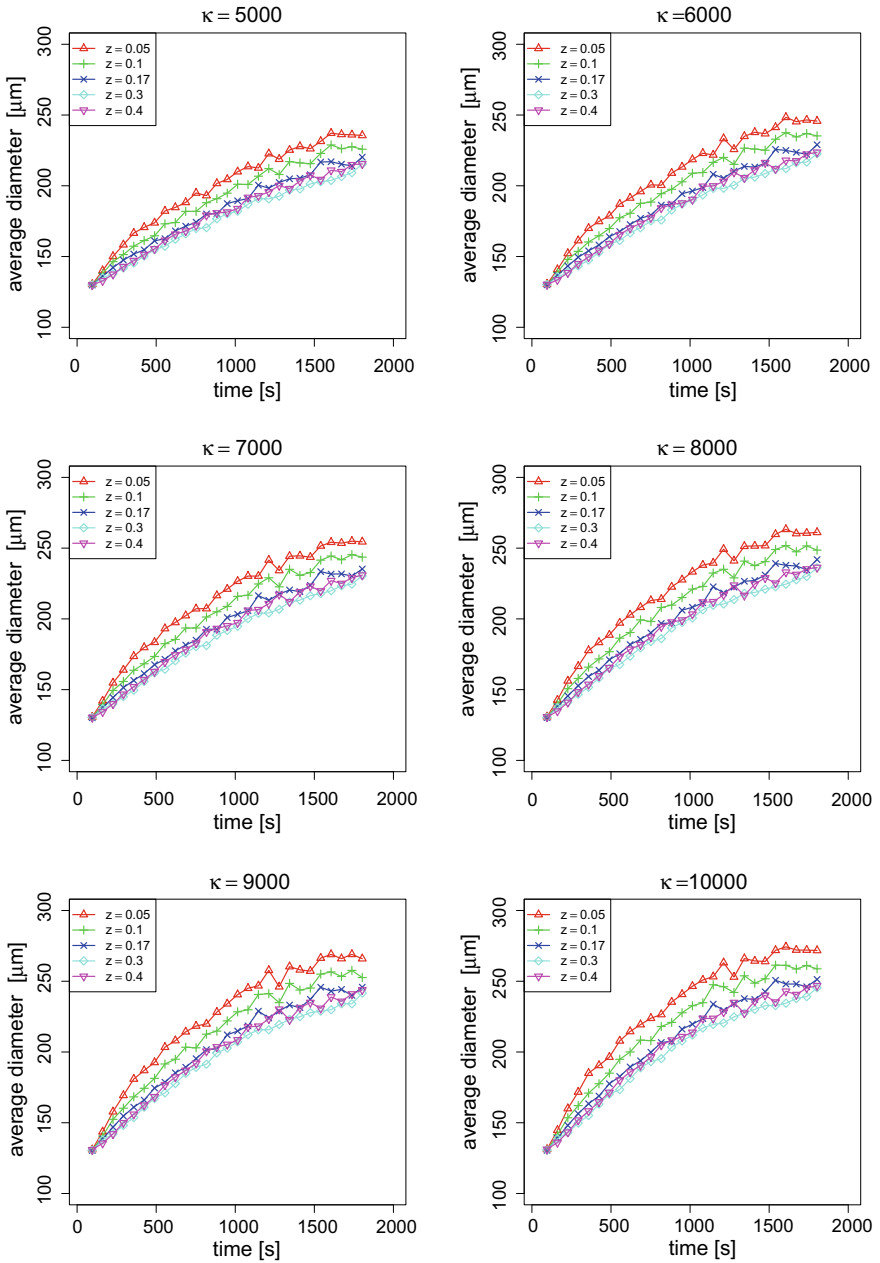 κ = 5000
average diameter [μm]
300
250
200
150
100
z = 0.05
z = 0.1
z = 0.17
z = 0.3
z = 0.4
0
500
1000
1500
2000
time [s]
κ =6000
average diameter [μm]
300
250
200
150
100
z = 0.05
z = 0.1
z = 0.17
z = 0.3
z = 0.4
0
500
1000
1500
2000
time [s]
κ = 7000
average diameter [μm]
300
250
200
150
100
z = 0.05
z = 0.1
z = 0.17
z = 0.3
z = 0.4
0
500
1000
1500
2000
time [s]
κ = 8000
average diameter [μm]
300
250
200
150
100
z = 0.05
z = 0.1
z = 0.17
z = 0.3
z = 0.4
0
500
1000
1500
2000
time [s]
κ = 9000
average diameter [μm]
300
250
200
150
100
z = 0.05
z = 0.1
z = 0.17
z = 0.3
z = 0.4
0
500
1000
1500
2000
time [s]
κ =10000
average diameter [μm]
300
250
200
150
100
z = 0.05
z = 0.1
z = 0.17
z = 0.3
z = 0.4
0
500
1000
1500
2000
time [s]